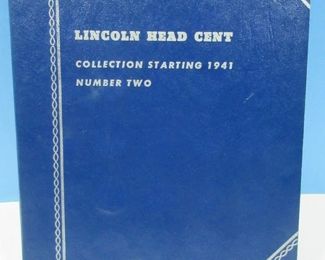 LINCOLN HEAD CENT
COLLECTION STARTING 1941
NUMBER TWO